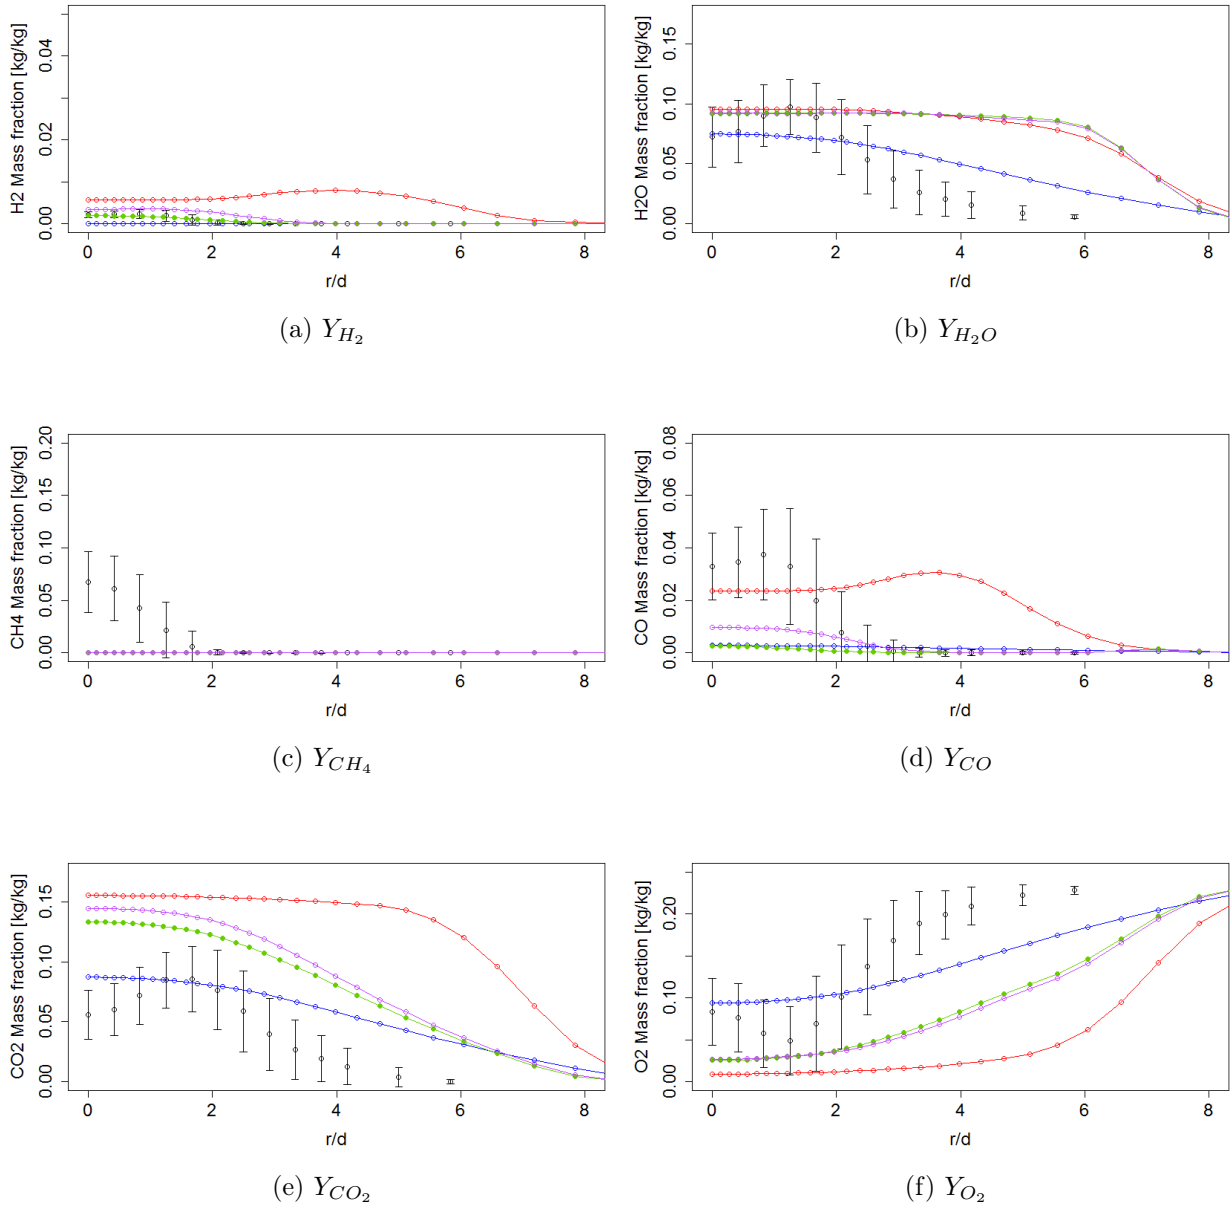 H2 Mass fraction [kg/kg]
0.00 0.02 0.04
0 2 4 6 8
r/d
(a) Y_{H_2}
H2O Mass fraction [kg/kg]
0.00 0.05 0.10 0.15
0 2 4 6 8
r/d
(b) Y_{H_2O}
CH4 Mass fraction [kg/kg]
0.00 0.05 0.10 0.15 0.20
0 2 4 6 8
r/d
(c) Y_{CH_4}
CO Mass fraction [kg/kg]
0.00 0.02 0.04 0.06 0.08
0 2 4 6 8
r/d
(d) Y_{CO}
CO2 Mass fraction [kg/kg]
0.00 0.05 0.10 0.15
0 2 4 6 8
r/d
(e) Y_{CO_2}
O2 Mass fraction [kg/kg]
0.00 0.10 0.20
0 2 4 6 8
r/d
(f) Y_{O_2}